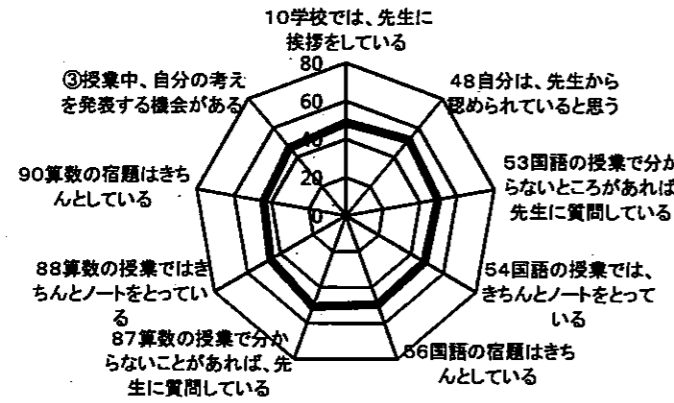 10学校では、先生に
挨拶をしている
48自分は、先生から
認められていると思う
53国語の授業で分か
らないところがあれば
先生に質問している
54国語の授業では、
きちんとノートをとって
いる
56国語の宿題はきち
んとしている
87算数の授業で分か
らないことがあれば、先
生に質問している
88算数の授業ではき
ちんとノートをとってい
る
90算数の宿題はきち
んとしている
③授業中、自分の考え
を発表する機会がある
80
60
40
20
0